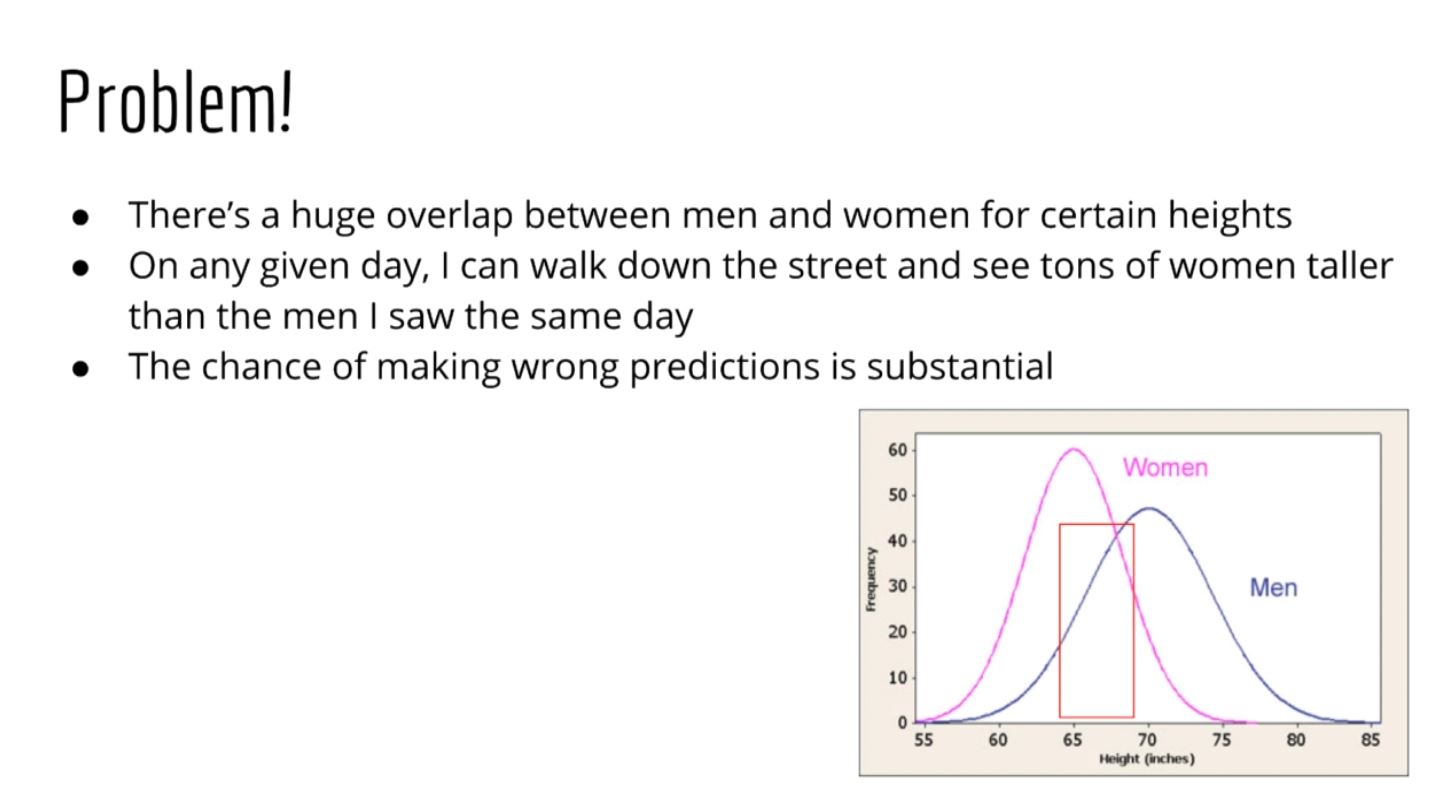 Problem!
● There’s a huge overlap between men and women for certain heights
● On any given day, I can walk down the street and see tons of women taller
than the men I saw the same day
● The chance of making wrong predictions is substantial
60
50
40
30
20
10
0
Frequency
Women
Men
55 60 65 70 75 80 85
Height (inches)